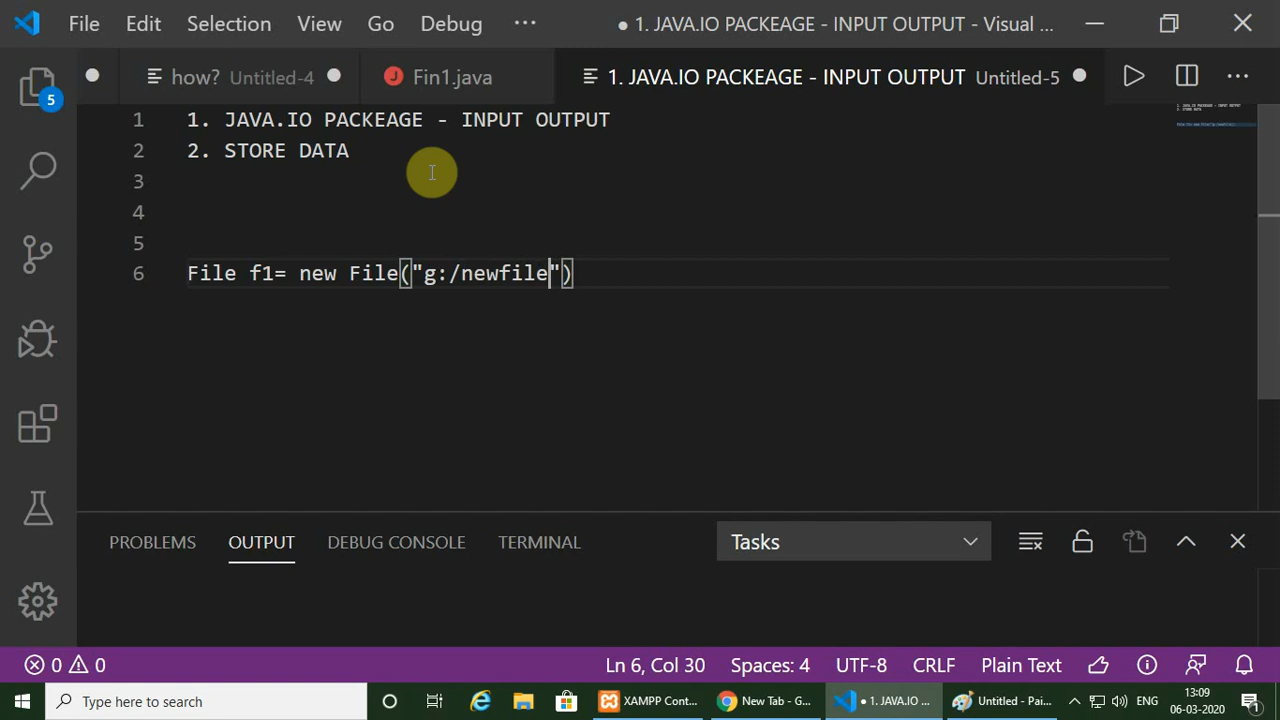 File Edit Selection View Go Debug ··· ● 1. JAVA.IO PACKEAGE - INPUT OUTPUT - Visual ...
how? Untitled-4 Fin1.java 1. JAVA.IO PACKEAGE - INPUT OUTPUT Untitled-5 ···
5
1 1. JAVA.IO PACKEAGE - INPUT OUTPUT
2 2. STORE DATA
3
4
5
6 File f1= new File("g:/newfile")
PROBLEMS OUTPUT DEBUG CONSOLE TERMINAL Tasks
0 0 Ln 6, Col 30 Spaces: 4 UTF-8 CRLF Plain Text
Type here to search XAMPP Cont... New Tab - G... ● 1. JAVA.IO ... Untitled - Pai... ENG 13:09
06-03-2020 1